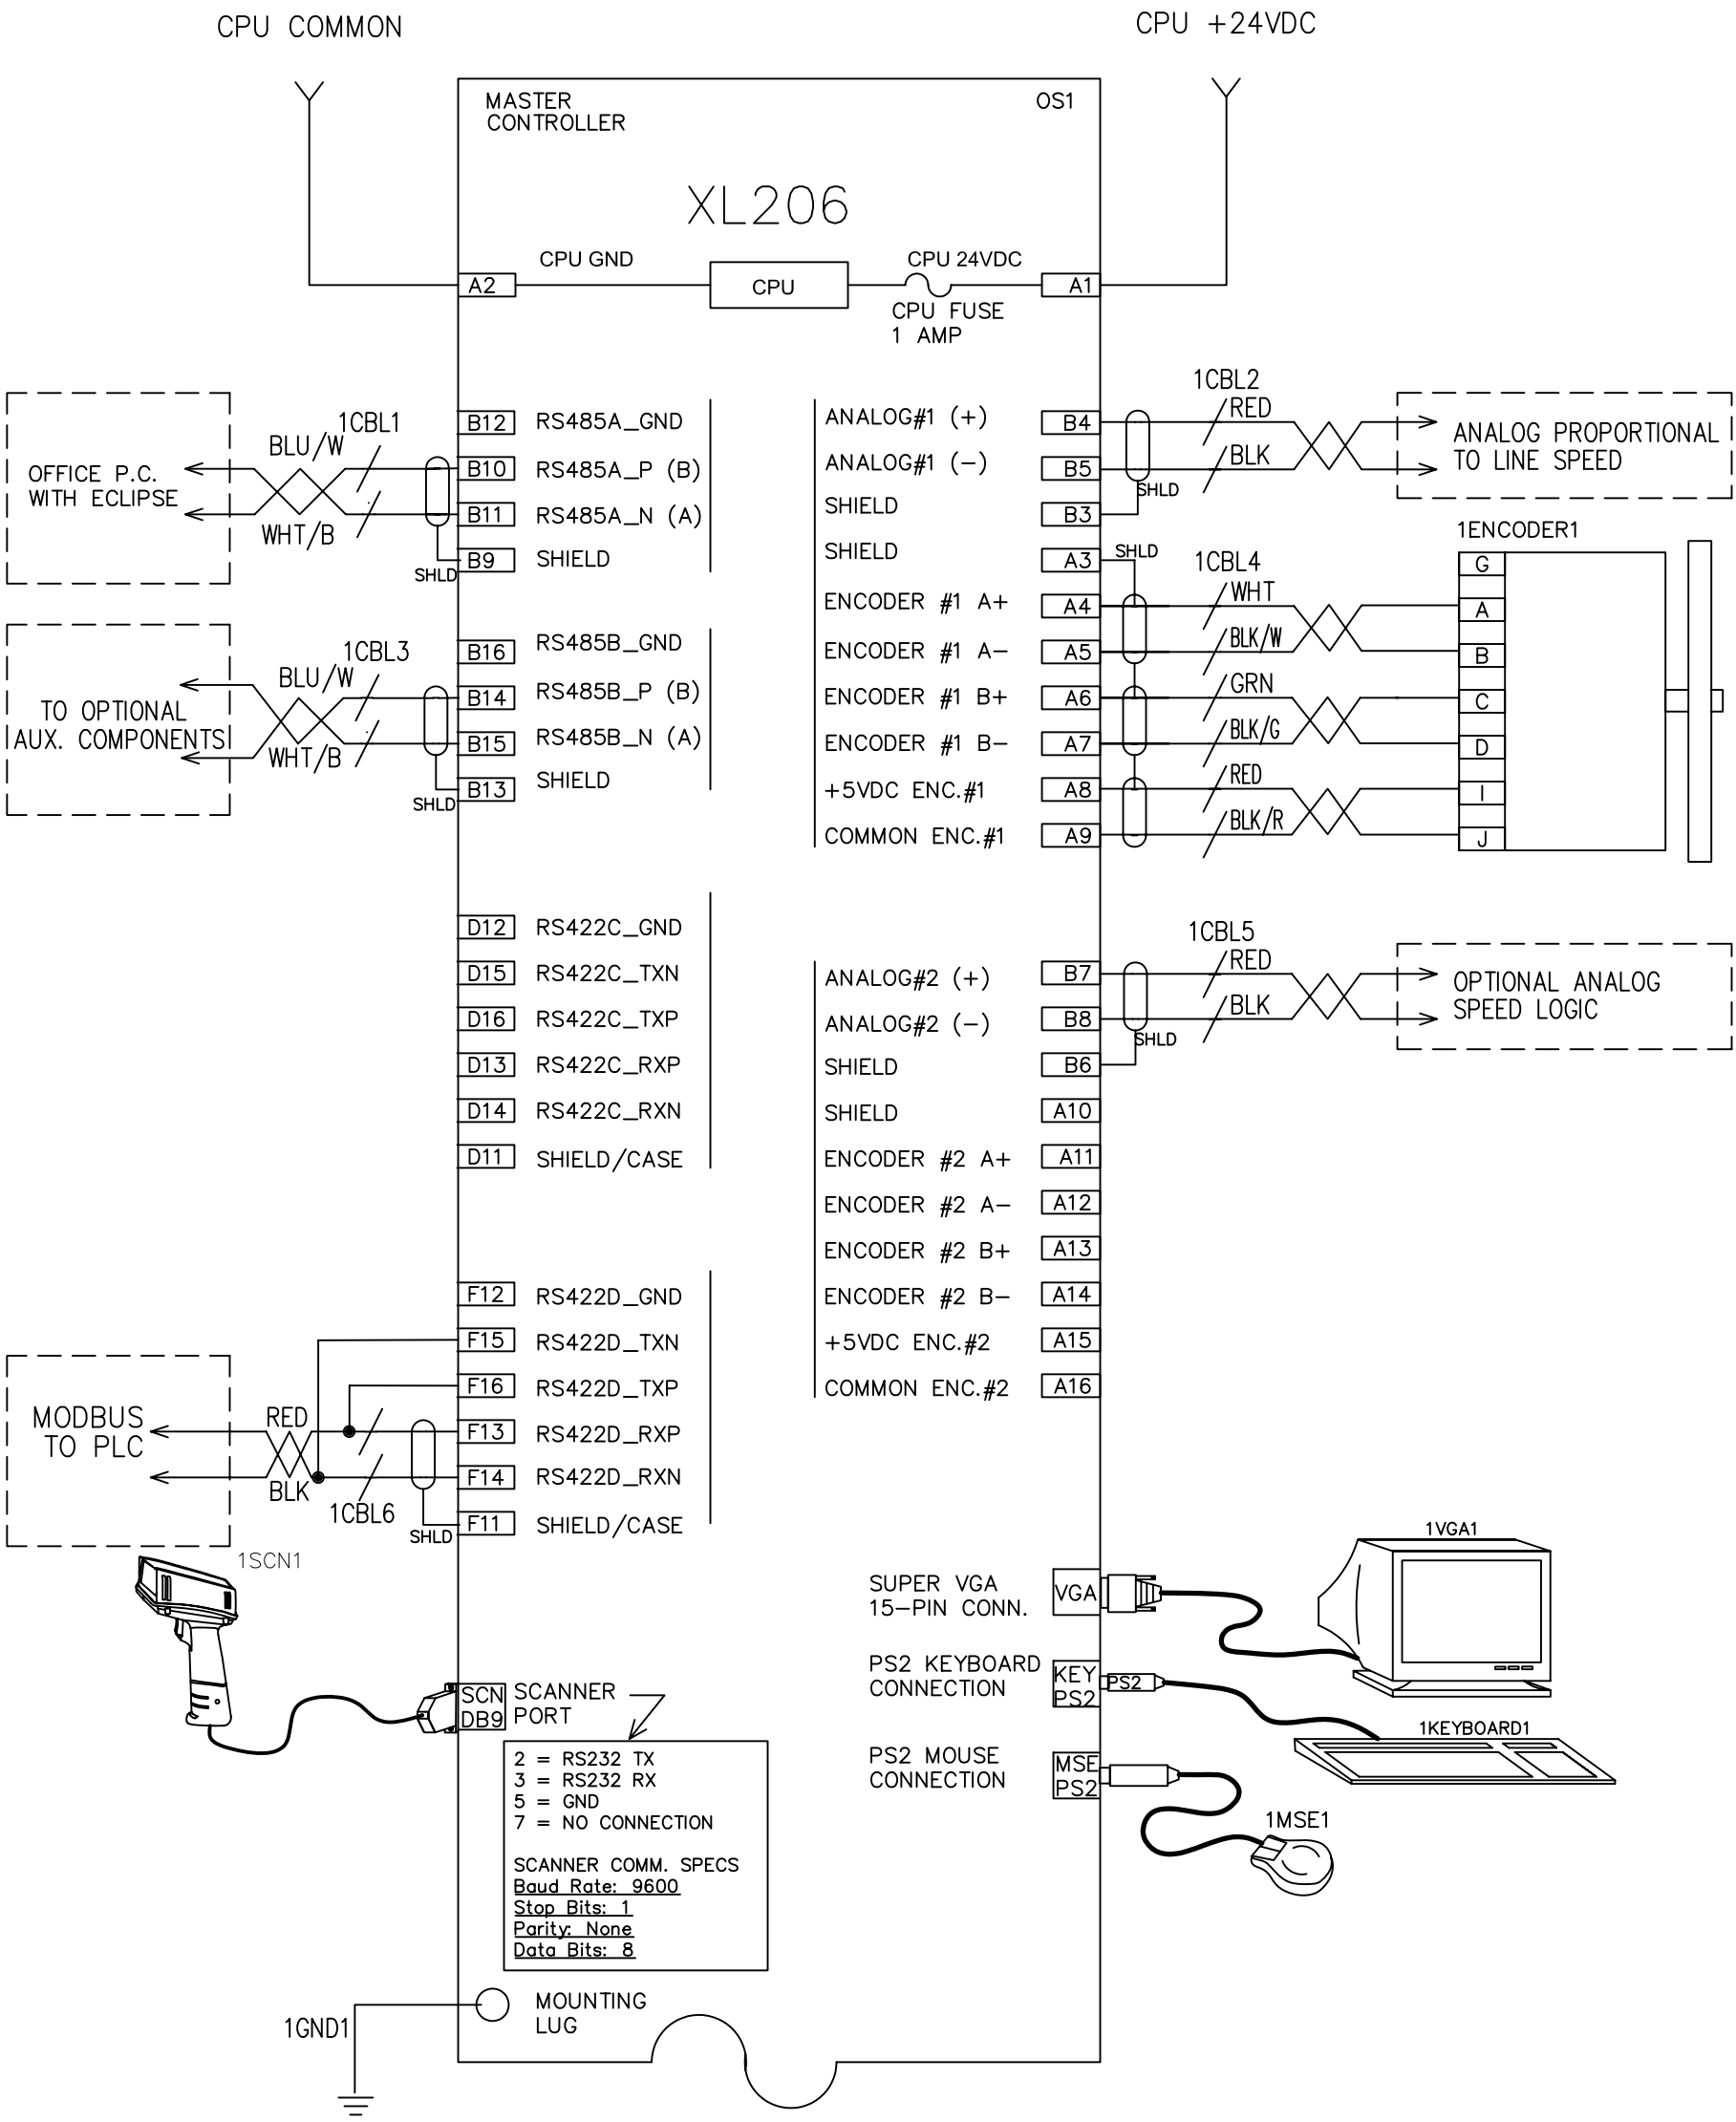 CPU COMMON
CPU +24VDC
MASTER
CONTROLLER
OS1
XL206
CPU GND
CPU 24VDC
A2
CPU
A1
CPU FUSE
1 AMP
OFFICE P.C.
WITH ECLIPSE
BLU/W
1CBL1
WHT/B
SHLD
B12 RS485A_GND
B10 RS485A_P (B)
B11 RS485A_N (A)
B9 SHIELD
TO OPTIONAL
AUX. COMPONENTS
BLU/W
1CBL3
WHT/B
SHLD
B16 RS485B_GND
B14 RS485B_P (B)
B15 RS485B_N (A)
B13 SHIELD
D12 RS422C_GND
D15 RS422C_TXN
D16 RS422C_TXP
D13 RS422C_RXP
D14 RS422C_RXN
D11 SHIELD/CASE
F12 RS422D_GND
F15 RS422D_TXN
F16 RS422D_TXP
F13 RS422D_RXP
F14 RS422D_RXN
F11 SHIELD/CASE
MODBUS
TO PLC
RED
BLK
1CBL6
SHLD
ANALOG#1 (+) B4
ANALOG#1 (-) B5
SHIELD B3
SHIELD A3
ENCODER #1 A+ A4
ENCODER #1 A- A5
ENCODER #1 B+ A6
ENCODER #1 B- A7
+5VDC ENC.#1 A8
COMMON ENC.#1 A9
1CBL2
RED
BLK
SHLD
ANALOG PROPORTIONAL
TO LINE SPEED
SHLD
1CBL4
WHT
BLK/W
GRN
BLK/G
RED
BLK/R
1ENCODER1
G
A
B
C
D
I
J
ANALOG#2 (+) B7
ANALOG#2 (-) B8
SHIELD B6
SHIELD A10
ENCODER #2 A+ A11
ENCODER #2 A- A12
ENCODER #2 B+ A13
ENCODER #2 B- A14
+5VDC ENC.#2 A15
COMMON ENC.#2 A16
1CBL5
RED
BLK
SHLD
OPTIONAL ANALOG
SPEED LOGIC
1SCN1
SCN
DB9
SCANNER
PORT
2 = RS232 TX
3 = RS232 RX
5 = GND
7 = NO CONNECTION
SCANNER COMM. SPECS
Baud Rate: 9600
Stop Bits: 1
Parity: None
Data Bits: 8
SUPER VGA
15-PIN CONN.
VGA
1VGA1
PS2 KEYBOARD
CONNECTION
KEY
PS2
PS2
1KEYBOARD1
PS2 MOUSE
CONNECTION
MSE
PS2
1MSE1
MOUNTING
LUG
1GND1